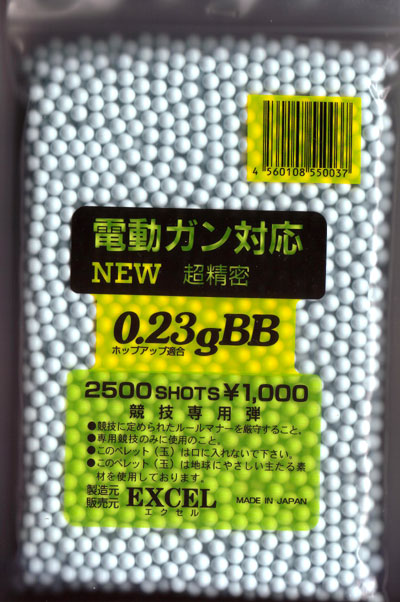 4 560108 550037
電動ガン対応
NEW 超精密
0.23gBB
ホップアップ適合
2500 SHOTS ¥1,000
競技専用弾
●競技に定められたルールマナーを厳守すること。
●専用競技のみに使用のこと。
●このペレット（玉）は口に入れないで下さい。
●このペレット（玉）は地球にやさしい主たる素
材を使用しております。
製造元
販売元 EXCEL MADE IN JAPAN
エクセル